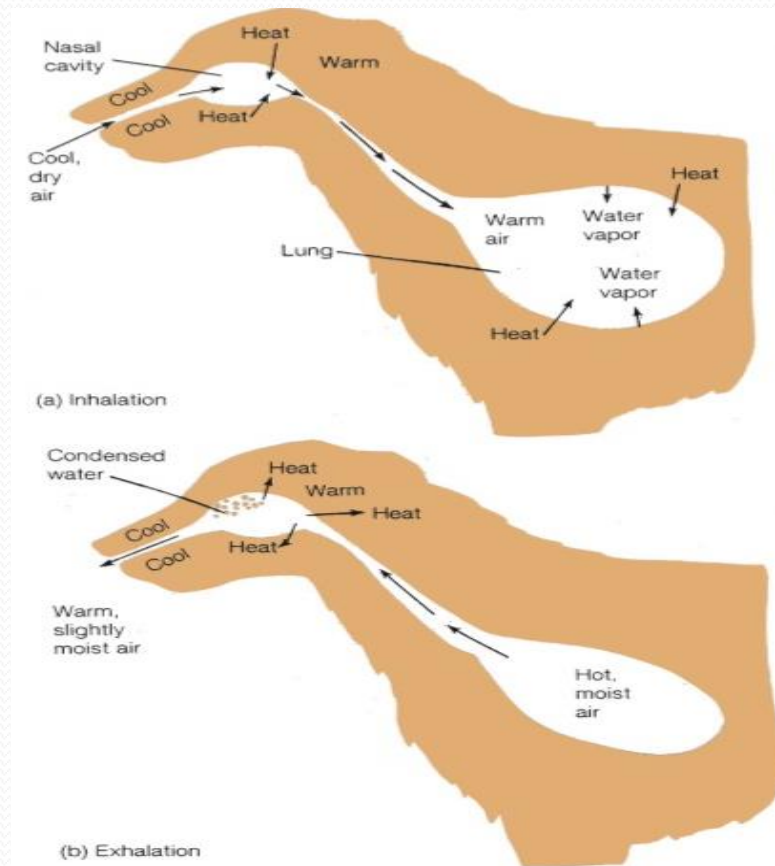 Heat
Nasal
cavity
Warm
Cool
Cool
Heat
Cool,
dry
air
Heat
Warm
air
Water
vapor
Lung
Water
vapor
Heat
(a) Inhalation
Condensed
water
Heat
Warm
Heat
Cool
Cool
Heat
Warm,
slightly
moist air
Hot,
moist
air
(b) Exhalation